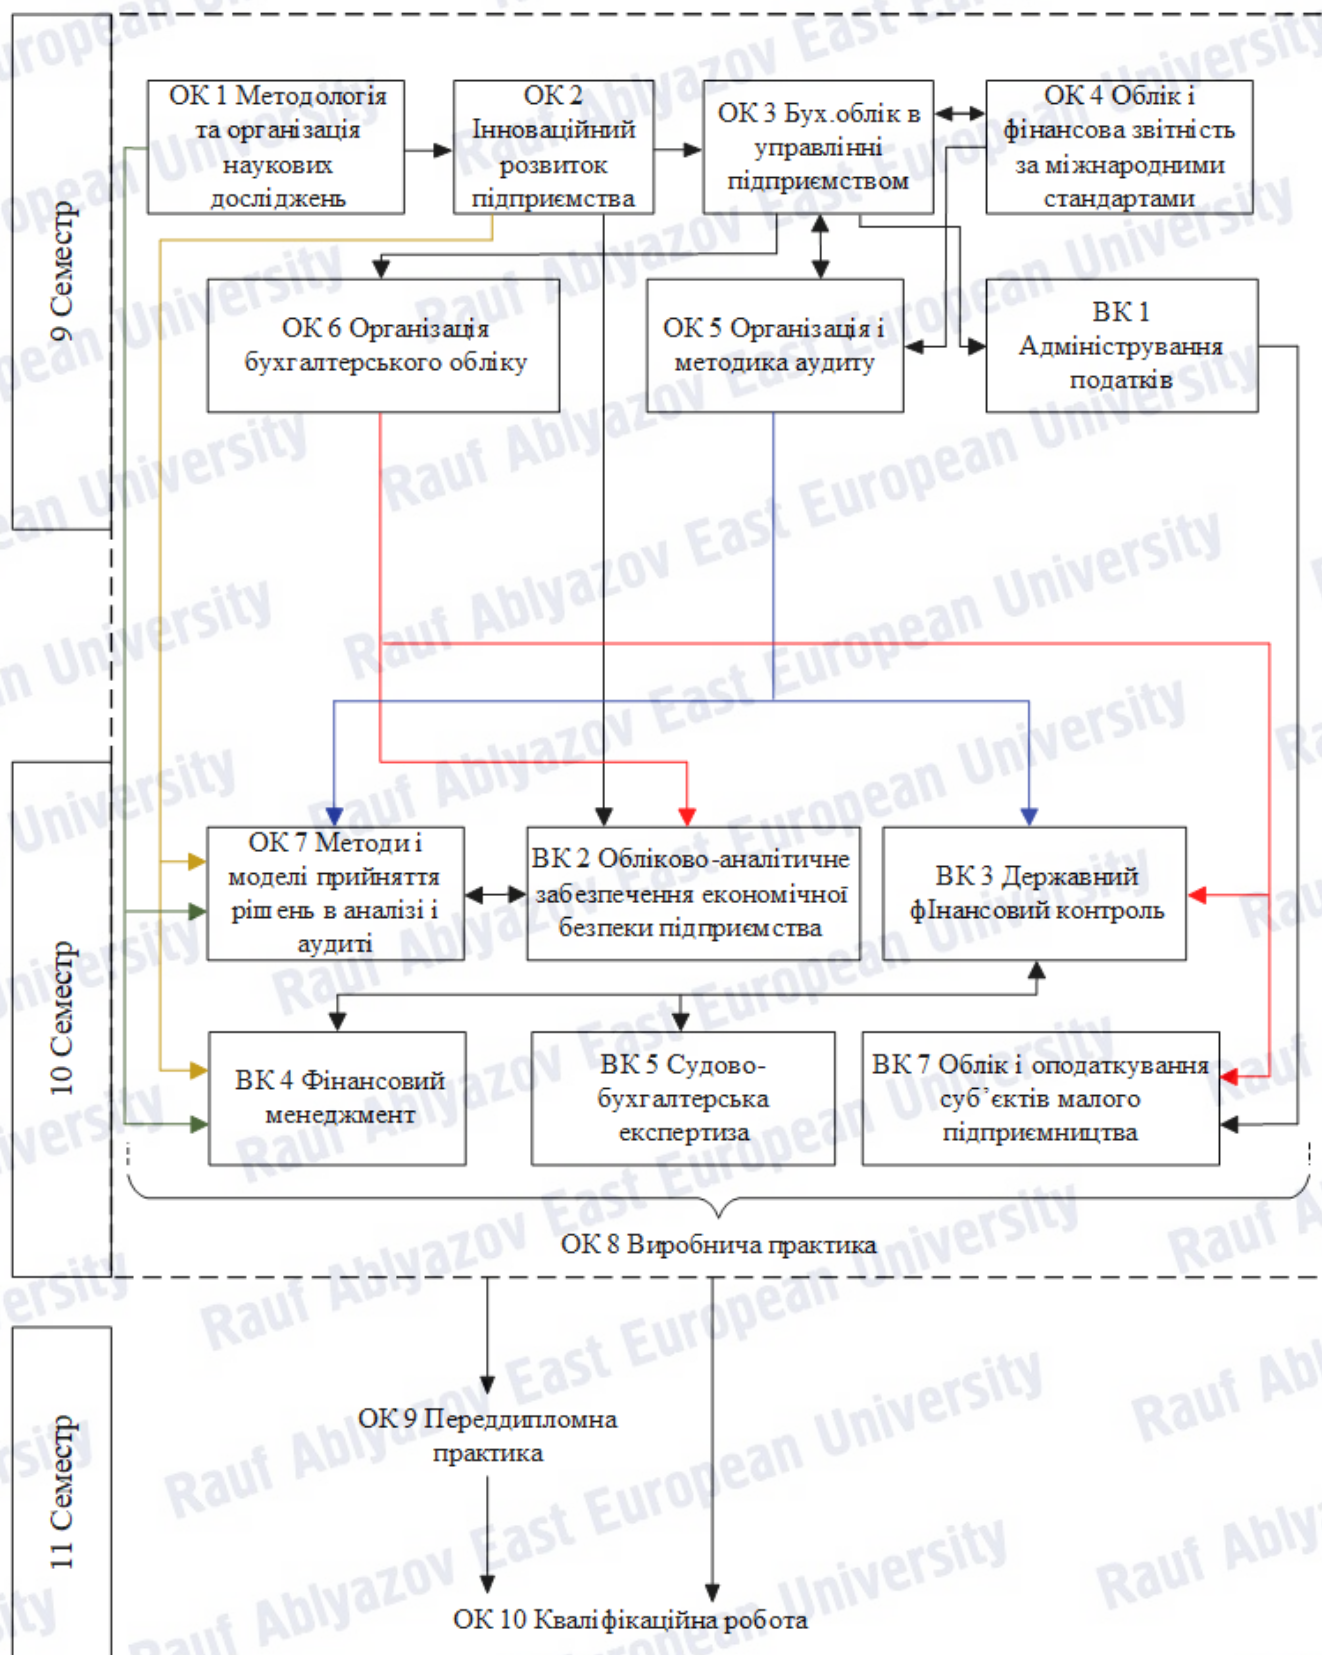 9 Семестр
ОК 1 Методологія
та організація
наукових
досліджень
ОК 2
Інноваційний
розвиток
підприємства
ОК 3 Бух.облік в
управлінні
підприємством
ОК 4 Облік і
фінансова звітність
за міжнародними
стандартами
ОК 6 Організація
бухгалтерського обліку
ОК 5 Організація і
методика аудиту
ВК 1
Адміністрування
податків
10 Семестр
ОК 7 Методи і
моделі прийняття
рішень в аналізі і
аудиті
ВК 2 Обліково-аналітичне
забезпечення економічної
безпеки підприємства
ВК 3 Державний
фІнансовий контроль
ВК 4 Фінансовий
менеджмент
ВК 5 Судово-
бухгалтерська
експертиза
ВК 7 Облік і оподаткування
суб’єктів малого
підприємництва
ОК 8 Виробнича практика
11 Семестр
ОК 9 Переддипломна
практика
ОК 10 Кваліфікаційна робота
Rauf Ablyazov East European University